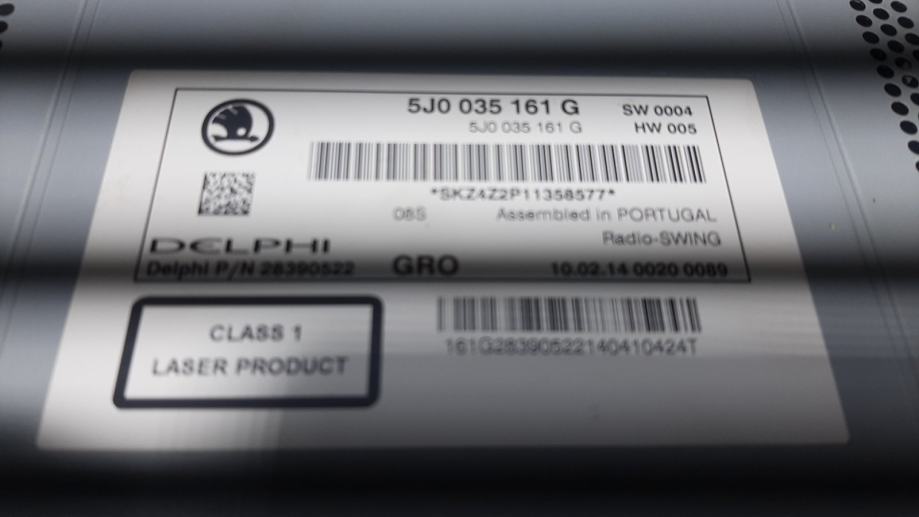 5J0 035 161 G SW 0004
5J0 035 161 G HW 005
*SKZ4Z2P11358577*
08S Assembled in PORTUGAL
Radio-SWING
DELPHI
Delphi P/N 28390522 GRO 10.02.14 0020 0089
CLASS 1
LASER PRODUCT
161G28390522140410424T